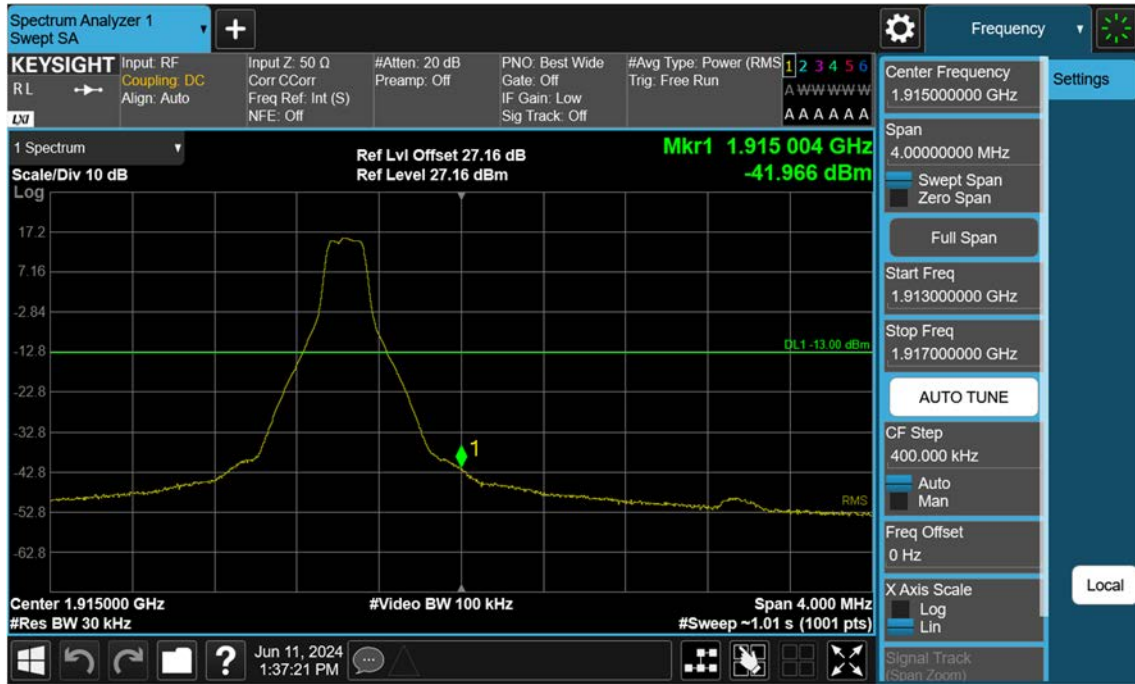 Spectrum Analyzer 1
Swept SA
Frequency
KEYSIGHT
Input: RF
Input Z: 50 Ω
#Atten: 20 dB
PNO: Best Wide
#Avg Type: Power (RMS
1 2 3 4 5 6
R L
Coupling: DC
Corr CCorr
Preamp: Off
Gate: Off
Trig: Free Run
Align: Auto
Freq Ref: Int (S)
IF Gain: Low
A W W W W W
LXI
NFE: Off
Sig Track: Off
A A A A A A
1 Spectrum
Ref Lvl Offset 27.16 dB
Mkr1 1.915 004 GHz
Scale/Div 10 dB
Ref Level 27.16 dBm
-41.966 dBm
Log
17.2
7.16
-2.84
-12.8
DL1 -13.00 dBm
-22.8
-32.8
1
-42.8
RMS
-52.8
-62.8
Center 1.915000 GHz
#Video BW 100 kHz
Span 4.000 MHz
#Res BW 30 kHz
#Sweep ~1.01 s (1001 pts)
Center Frequency
1.915000000 GHz
Settings
Span
4.00000000 MHz
Swept Span
Zero Span
Full Span
Start Freq
1.913000000 GHz
Stop Freq
1.917000000 GHz
AUTO TUNE
CF Step
400.000 kHz
Auto
Man
Freq Offset
0 Hz
X Axis Scale
Log
Lin
Local
Signal Track
(Span Zoom)
?
Jun 11, 2024
1:37:21 PM